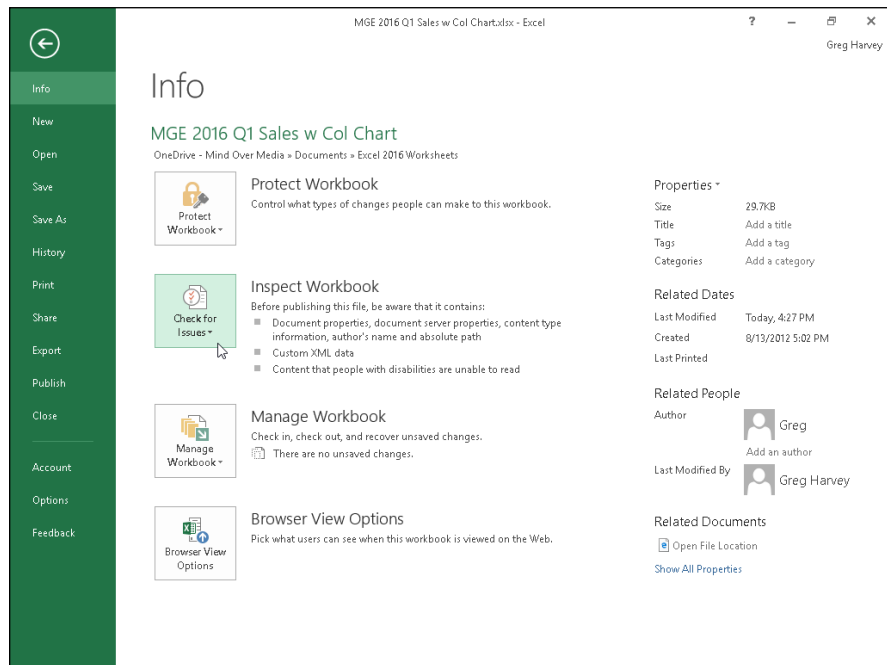 MGE 2016 Q1 Sales w Col Chart.xlsx - Excel
?
Greg Harvey
Info
New
Open
Save
Save As
History
Print
Share
Export
Publish
Close
Account
Options
Feedback
Info
MGE 2016 Q1 Sales w Col Chart
OneDrive - Mind Over Media » Documents » Excel 2016 Worksheets
Protect
Workbook
Protect Workbook
Control what types of changes people can make to this workbook.
Check for
Issues
Inspect Workbook
Before publishing this file, be aware that it contains:
Document properties, document server properties, content type
information, author's name and absolute path
Custom XML data
Content that people with disabilities are unable to read
Manage
Workbook
Manage Workbook
Check in, check out, and recover unsaved changes.
There are no unsaved changes.
Browser View
Options
Browser View Options
Pick what users can see when this workbook is viewed on the Web.
Properties
Size 29.7KB
Title Add a title
Tags Add a tag
Categories Add a category
Related Dates
Last Modified Today, 4:27 PM
Created 8/13/2012 5:02 PM
Last Printed
Related People
Author Greg
Add an author
Last Modified By Greg Harvey
Related Documents
Open File Location
Show All Properties